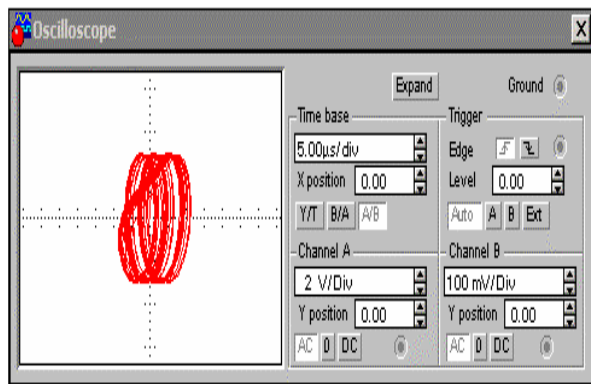 Oscilloscope
Expand Ground
Time base
5.00µs/div
X position 0.00
Y/T B/A A/B
Trigger
Edge
Level 0.00
Auto A B Ext
Channel A
2 V/Div
Y position 0.00
AC 0 DC
Channel B
100 mV/Div
Y position 0.00
AC 0 DC